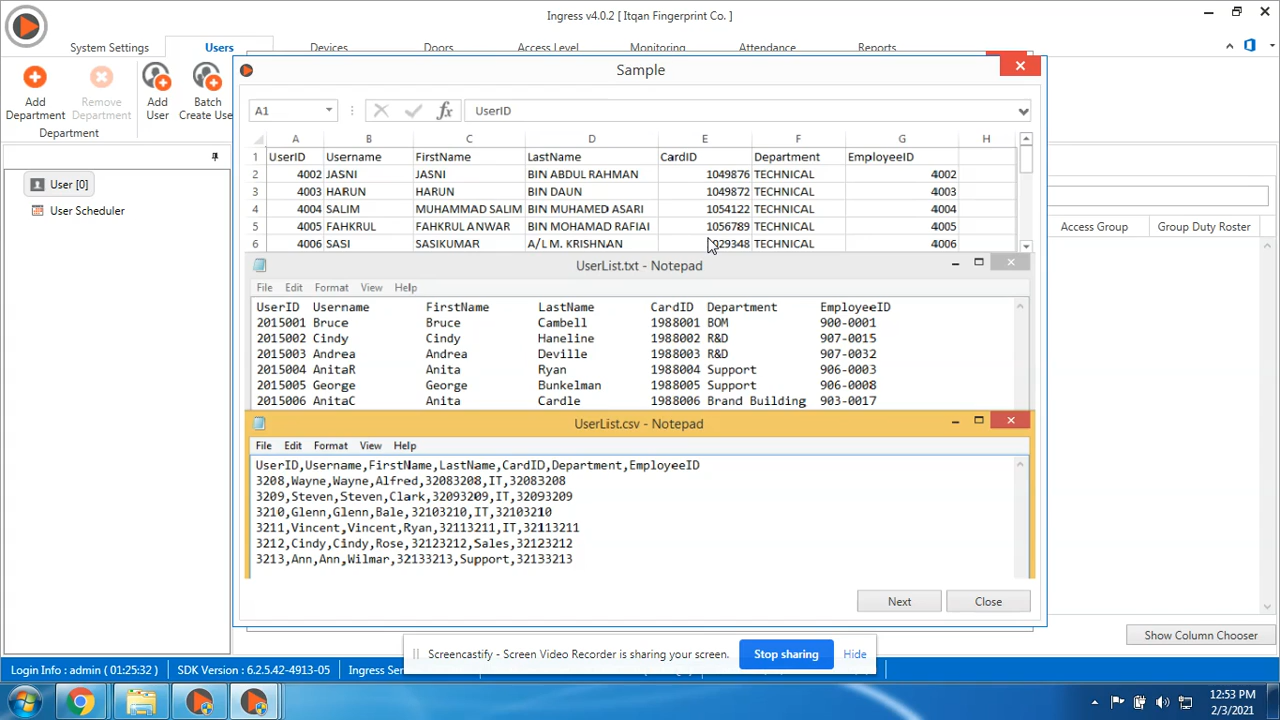 Ingress v4.0.2 [ Itqan Fingerprint Co. ]
System Settings Users Devices Doors Access Level Monitoring Attendance Reports
Add Department
Remove Department
Add User
Batch Create Use
Department
Sample
A1 fx UserID
A B C D E F G H
1 UserID Username FirstName LastName CardID Department EmployeeID
2 4002 JASNI JASNI BIN ABDUL RAHMAN 1049876 TECHNICAL 4002
3 4003 HARUN HARUN BIN DAUN 1049872 TECHNICAL 4003
4 4004 SALIM MUHAMMAD SALIM BIN MUHAMED ASARI 1054122 TECHNICAL 4004
5 4005 FAHKRUL FAHKRUL ANWAR BIN MOHAMAD RAFIAI 1056789 TECHNICAL 4005
6 4006 SASI SASIKUMAR A/L M. KRISHNAN TECHNICAL 4006
User [0]
User Scheduler
Access Group Group Duty Roster
UserList.txt - Notepad
File Edit Format View Help
UserID Username FirstName LastName CardID Department EmployeeID
2015001 Bruce Bruce Cambell 1988001 BOM 900-0001
2015002 Cindy Cindy Haneline 1988002 R&D 907-0015
2015003 Andrea Andrea Deville 1988003 R&D 907-0032
2015004 AnitaR Anita Ryan 1988004 Support 906-0003
2015005 George George Bunkelman 1988005 Support 906-0008
2015006 AnitaC Anita Cardle 1988006 Brand Building 903-0017
UserList.csv - Notepad
File Edit Format View Help
UserID,Username,FirstName,LastName,CardID,Department,EmployeeID
3208,Wayne,Wayne,Alfred,32083208,IT,32083208
3209,Steven,Steven,Clark,32093209,IT,32093209
3210,Glenn,Glenn,Bale,32103210,IT,32103210
3211,Vincent,Vincent,Ryan,32113211,IT,32113211
3212,Cindy,Cindy,Rose,32123212,Sales,32123212
3213,Ann,Ann,Wilmar,32133213,Support,32133213
Next Close
Show Column Chooser
Screencastify - Screen Video Recorder is sharing your screen. Stop sharing Hide
Login Info : admin ( 01:25:32 ) SDK Version : 6.2.5.42-4913-05 Ingress Ser
12:53 PM
2/3/2021